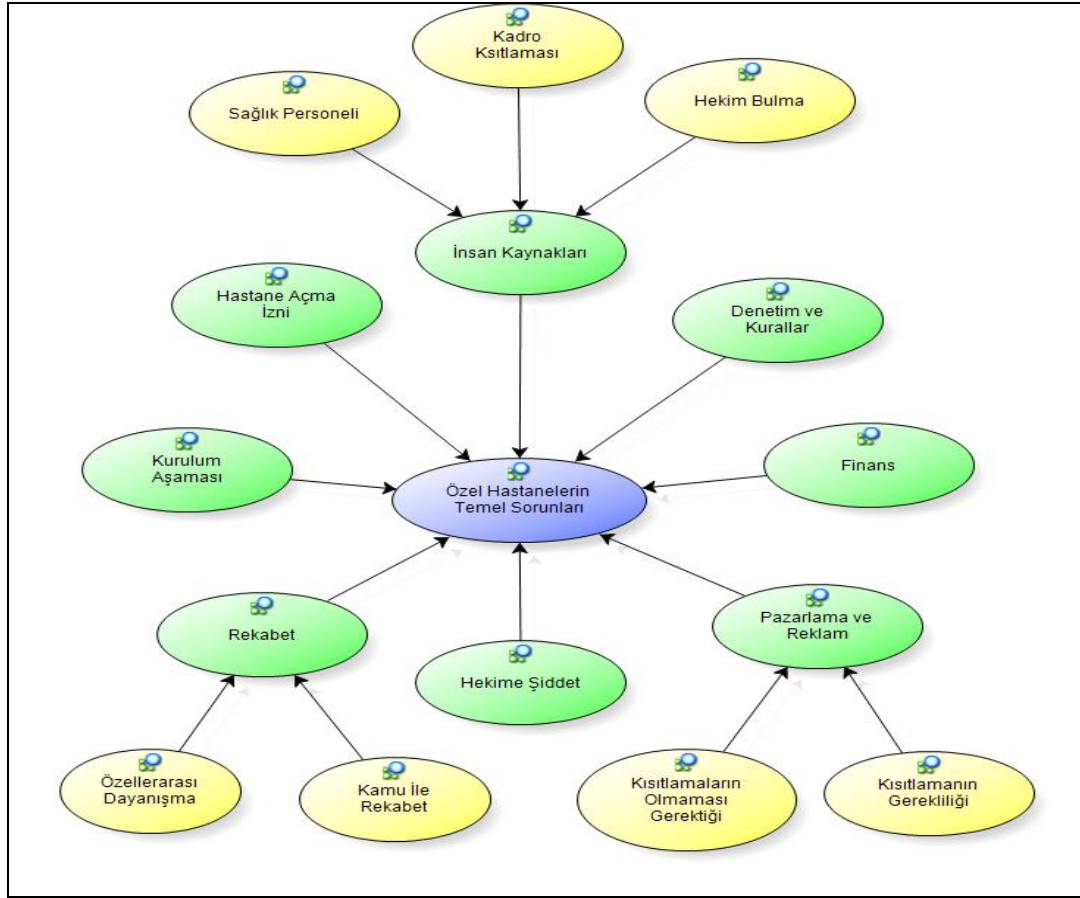 Kadro
Ksıtlaması
Sağlık Personeli
Hekim Bulma
İnsan Kaynakları
Hastane Açma
İzni
Denetim ve
Kurallar
Kurulum
Aşaması
Finans
Özel Hastanelerin
Temel Sorunları
Rekabet
Pazarlama ve
Reklam
Hekime Şiddet
Özellerarası
Dayanışma
Kamu İle
Rekabet
Kısıtlamaların
Olmaması
Gerektiği
Kısıtlamanın
Gerekliliği